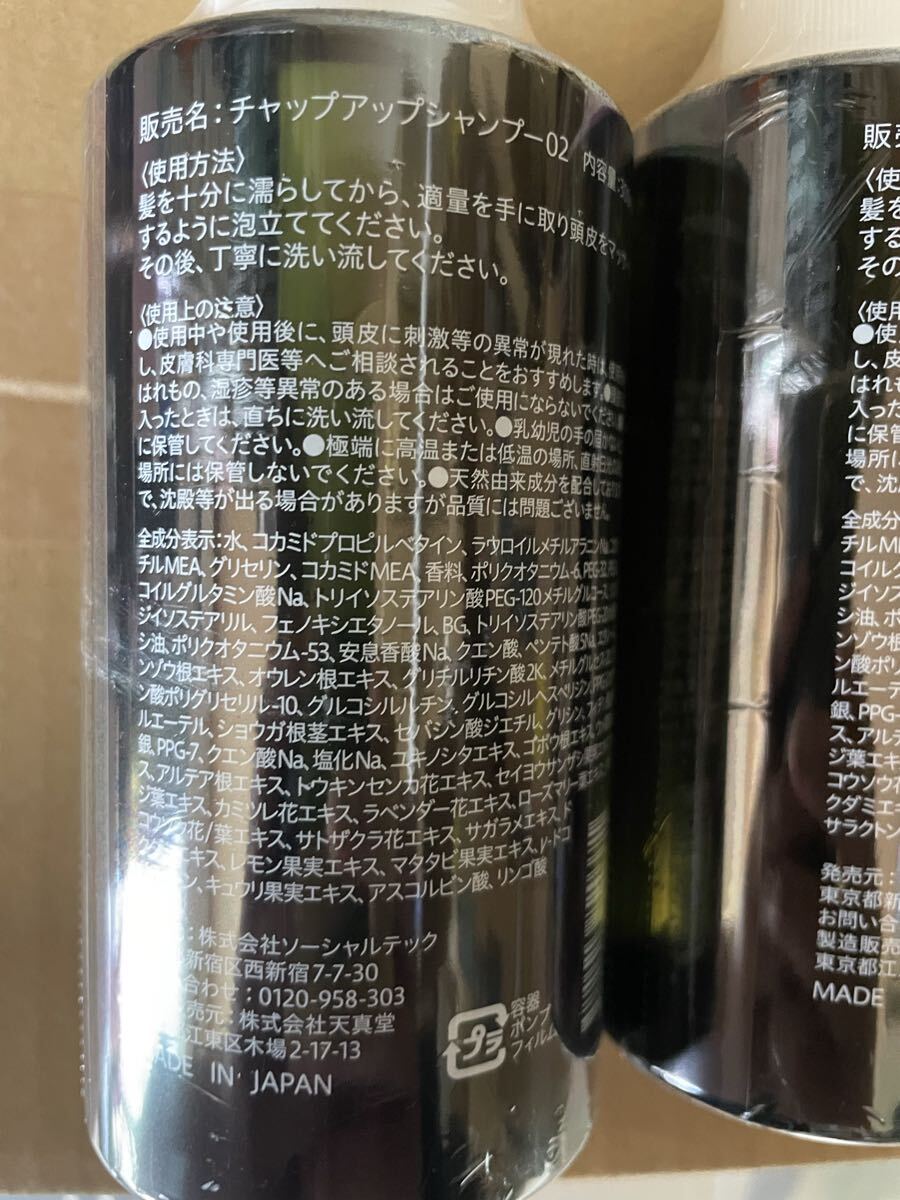 販売名：チャップアップシャンプー02 内容量：
〈使用方法〉
髪を十分に濡らしてから、適量を手に取り頭皮をマッサー
するように泡立ててください。
その後、丁寧に洗い流してください。
〈使用上の注意〉
●使用中や使用後に、頭皮に刺激等の異常が現れた時は、使用
し、皮膚科専門医等へご相談されることをおすすめします。●
はれもの、湿疹等異常のある場合はご使用にならないでください。
入ったときは、直ちに洗い流してください。●乳幼児の手の届かない
に保管してください。●極端に高温または低温の場所、直射日光
場所には保管しないでください。●天然由来成分を配合しており
で、沈殿等が出る場合がありますが品質には問題ございません。
全成分表示：水、コカミドプロピルベタイン、ラウロイルメチルアラニンNa、
チルMEA、グリセリン、コカミドMEA、香料、ポリクオタニウム-6、PEG-32、
コイルグルタミン酸Na、トリイソステアリン酸PEG-120メチルグルコース、
ジイソステアリル、フェノキシエタノール、BG、トリイソステアリン酸
シ油、ポリクオタニウム-53、安息香酸Na、クエン酸、ペンテト酸5Na、
ンゾウ根エキス、オウレン根エキス、グリチルリチン酸2K、
ン酸ポリグリセリル-10、グルコシルルチン、グルコシルヘスペリジン、
ルエーテル、ショウガ根茎エキス、セバシン酸ジエチル、グリシン、
銀、PPG-7、クエン酸Na、塩化Na、ユキノシタエキス、ゴボウ根エキス、
ス、アルテア根エキス、トウキンセンカ花エキス、セイヨウサンザシ
ジ葉エキス、カミツレ花エキス、ラベンダー花エキス、ローズマリー葉
コウソウ花/葉エキス、サトザクラ花エキス、サガラメエキス、ド
エキス、レモン果実エキス、マタタビ果実エキス、γ-ドコ
ン、キュウリ果実エキス、アスコルビン酸、リンゴ酸
：株式会社ソーシャルテック
新宿区西新宿7-7-30
合わせ：0120-958-303
売元：株式会社天真堂
江東区木場2-17-13
MADE IN JAPAN
プラ
容器
ポンプ
フィルム
販売
〈使
髪を
する
その
〈使用
●使
し、皮
はれも
入った
に保管
場所に
で、沈
全成分
チルM
コイル
ジイソ
シ油、
ンゾウ
ン酸ポ
ルエーテ
銀、PPG-
ス、アル
ジ葉エ
コウソウ
クダミエ
サラクトン
発売元：
東京都新
お問い合
製造販売
東京都江
MADE